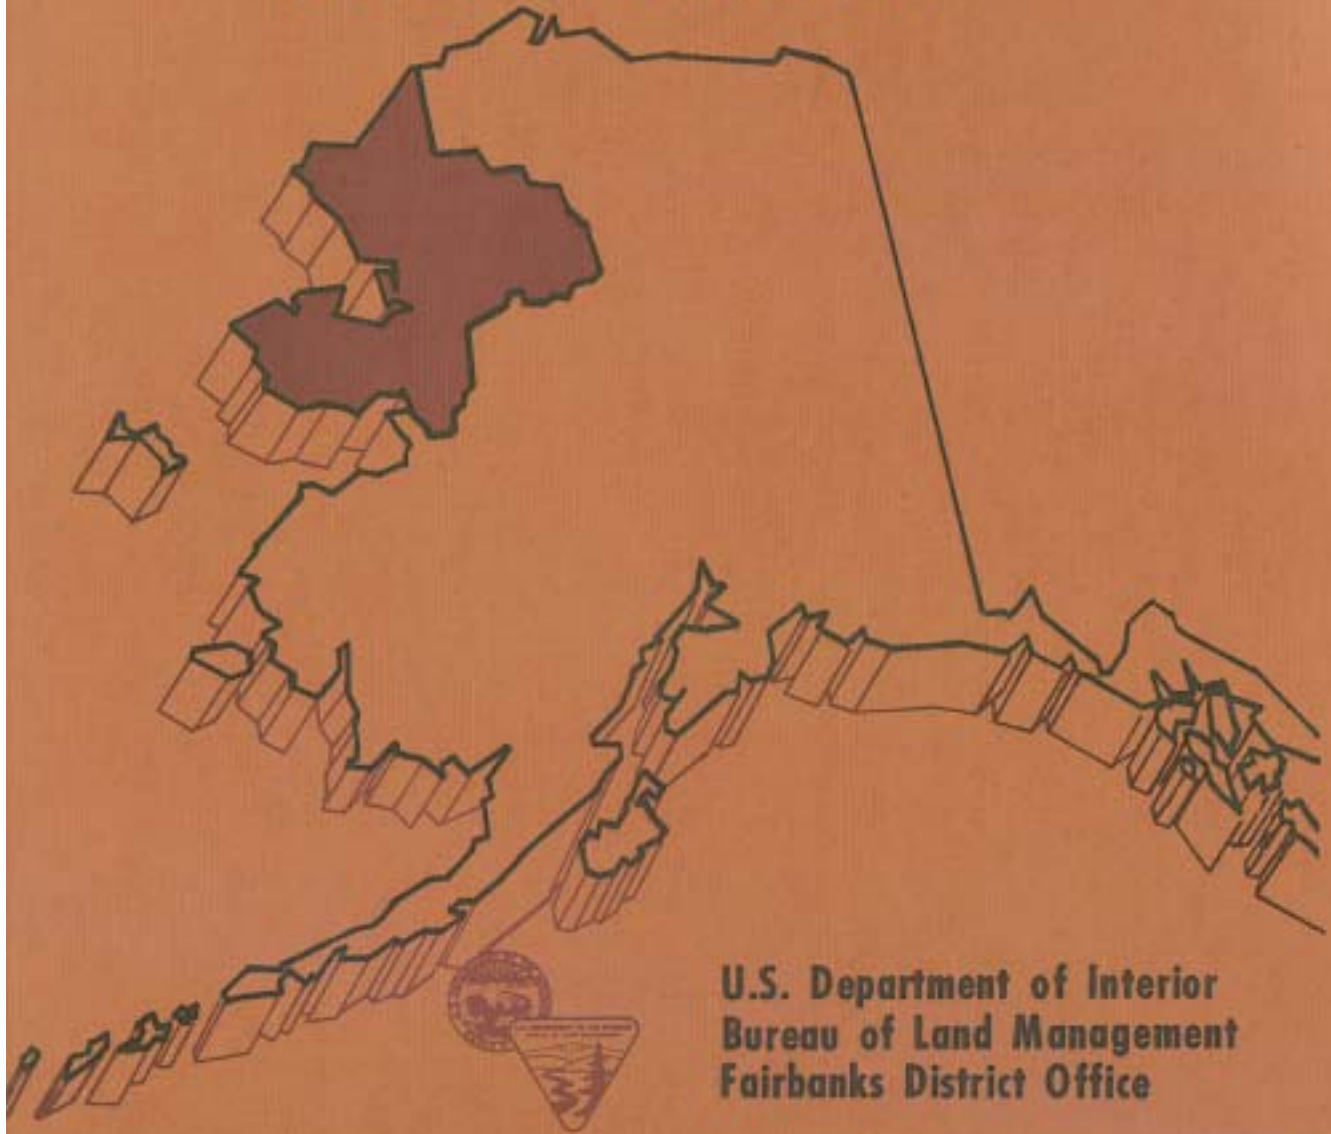 U.S. Department of Interior
Bureau of Land Management
Fairbanks District Office